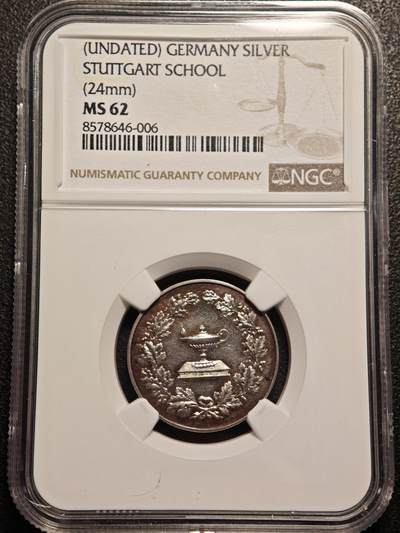 (UNDATED) GERMANY SILVER
STUTTGART SCHOOL
(24mm)
MS 62
8578646-006
NUMISMATIC GUARANTY COMPANY NGC®